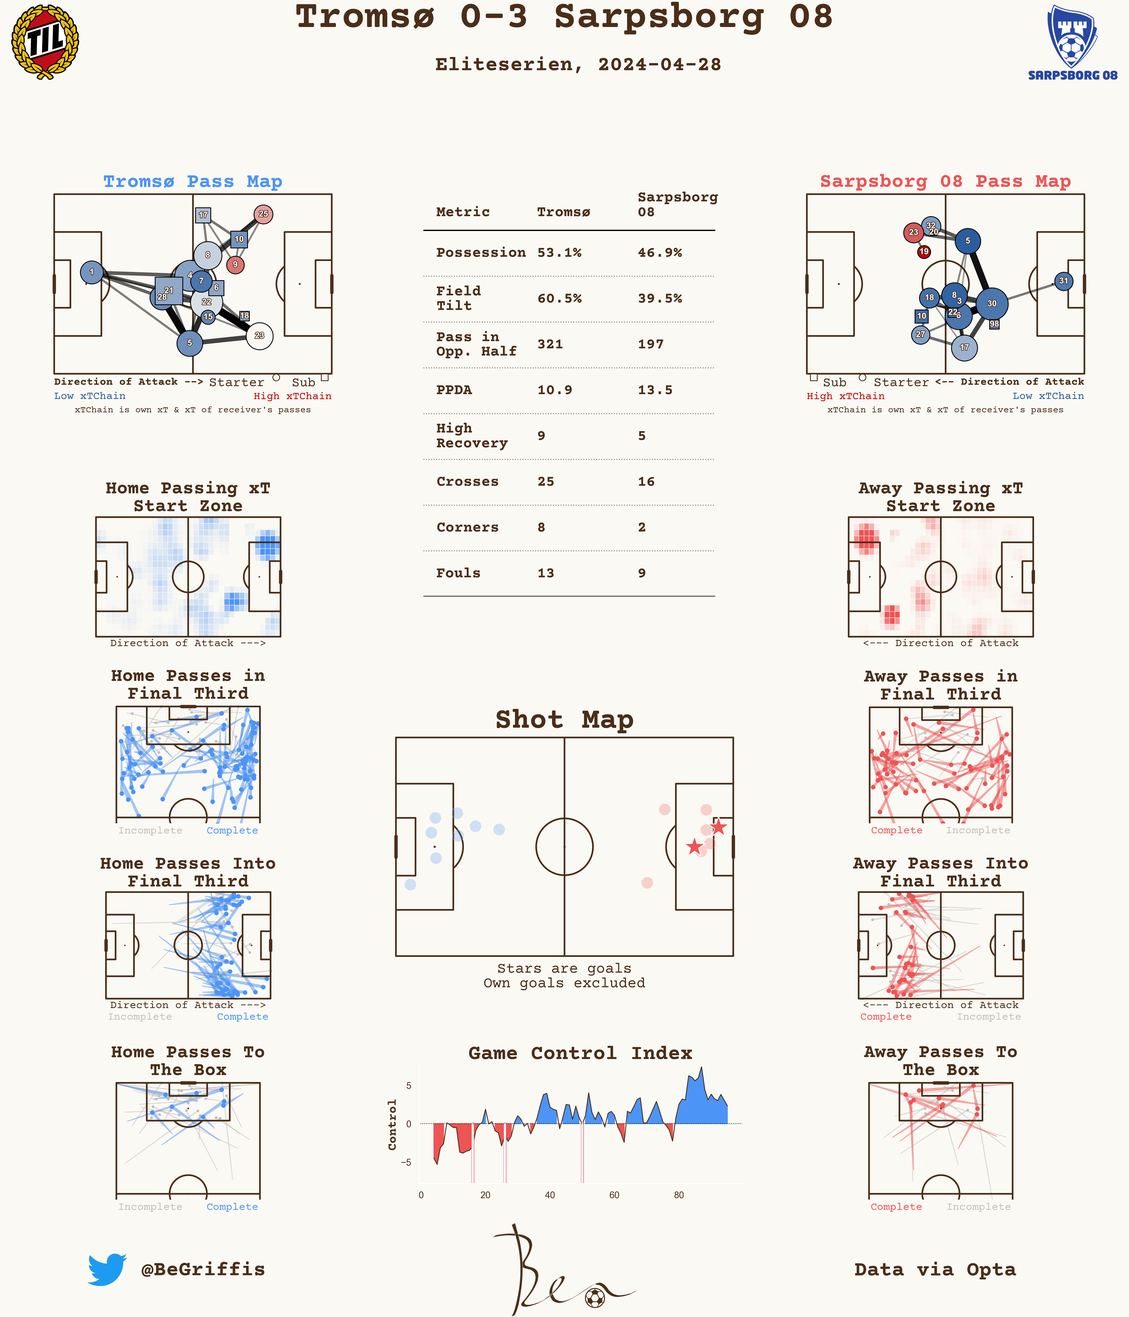 Tromsø 0-3 Sarpsborg 08
Eliteserien, 2024-04-28
TIL
SARPSBORG 08
Tromsø Pass Map
17
25
10
8
9
1
4
7
21
6
28
22
15
18
23
5
Direction of Attack --> Starter Sub
Low xTChain High xTChain
xTChain is own xT & xT of receiver's passes
Metric Tromsø Sarpsborg 08
Possession 53.1% 46.9%
Field Tilt 60.5% 39.5%
Pass in Opp. Half 321 197
PPDA 10.9 13.5
High Recovery 9 5
Crosses 25 16
Corners 8 2
Fouls 13 9
Sarpsborg 08 Pass Map
32
23
20
5
19
31
18
8
3
30
22
6
10
98
27
17
Sub Starter <-- Direction of Attack
High xTChain Low xTChain
xTChain is own xT & xT of receiver's passes
Home Passing xT
Start Zone
Direction of Attack --->
Away Passing xT
Start Zone
<--- Direction of Attack
Home Passes in
Final Third
Incomplete Complete
Away Passes in
Final Third
Complete Incomplete
Shot Map
Stars are goals
Own goals excluded
Home Passes Into
Final Third
Direction of Attack --->
Incomplete Complete
Away Passes Into
Final Third
<--- Direction of Attack
Complete Incomplete
Home Passes To
The Box
Incomplete Complete
Game Control Index
Control
5
0
−5
0 20 40 60 80
Away Passes To
The Box
Complete Incomplete
@BeGriffis
Ben
Data via Opta